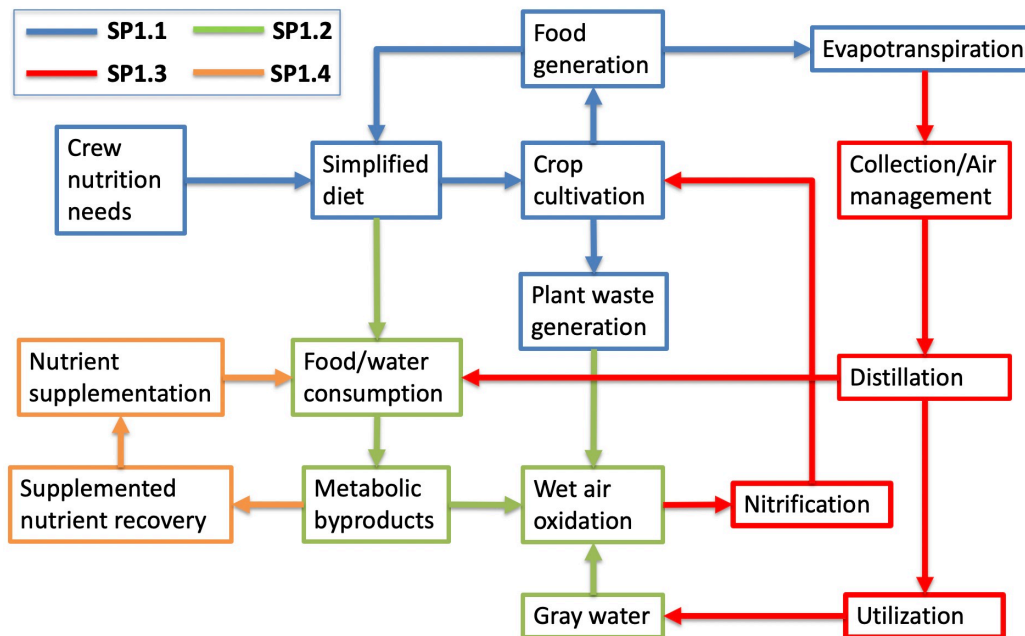 SP1.1
SP1.2
SP1.3
SP1.4
Food
generation
Evapotranspiration
Crew
nutrition
needs
Simplified
diet
Crop
cultivation
Collection/Air
management
Plant waste
generation
Nutrient
supplementation
Food/water
consumption
Distillation
Supplemented
nutrient recovery
Metabolic
byproducts
Wet air
oxidation
Nitrification
Gray water
Utilization